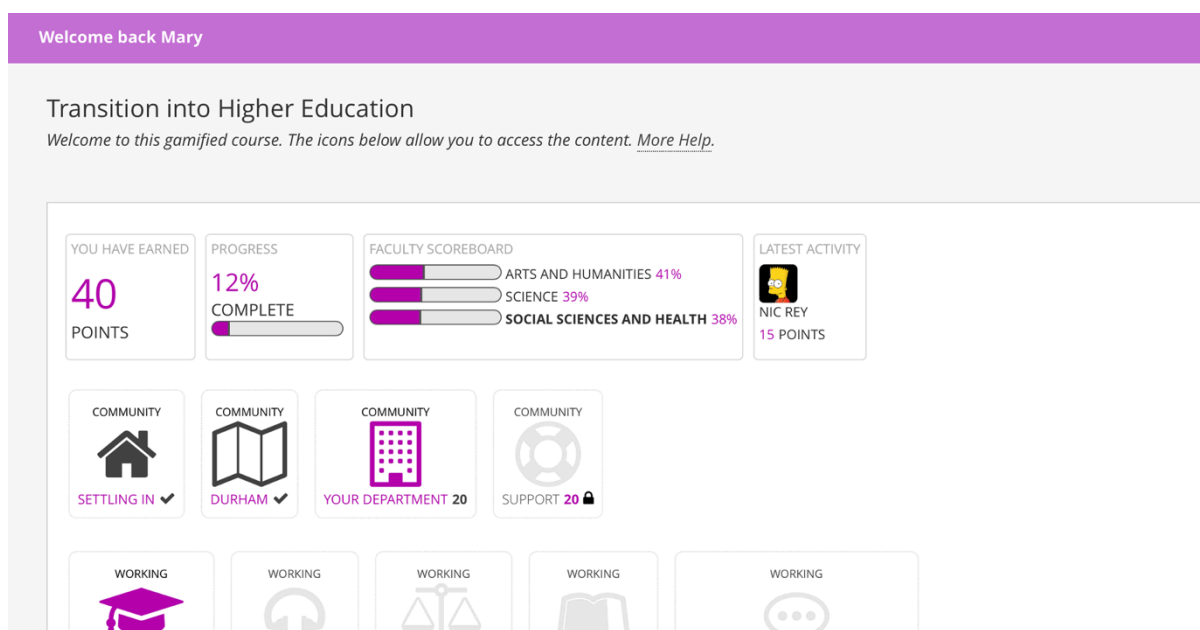 Welcome back Mary
Transition into Higher Education
Welcome to this gamified course. The icons below allow you to access the content. More Help.
YOU HAVE EARNED
40
POINTS
PROGRESS
12%
COMPLETE
FACULTY SCOREBOARD
ARTS AND HUMANITIES 41%
SCIENCE 39%
SOCIAL SCIENCES AND HEALTH 38%
LATEST ACTIVITY
NIC REY
15 POINTS
COMMUNITY
SETTLING IN
COMMUNITY
DURHAM
COMMUNITY
YOUR DEPARTMENT 20
COMMUNITY
SUPPORT 20
WORKING
WORKING
WORKING
WORKING
WORKING